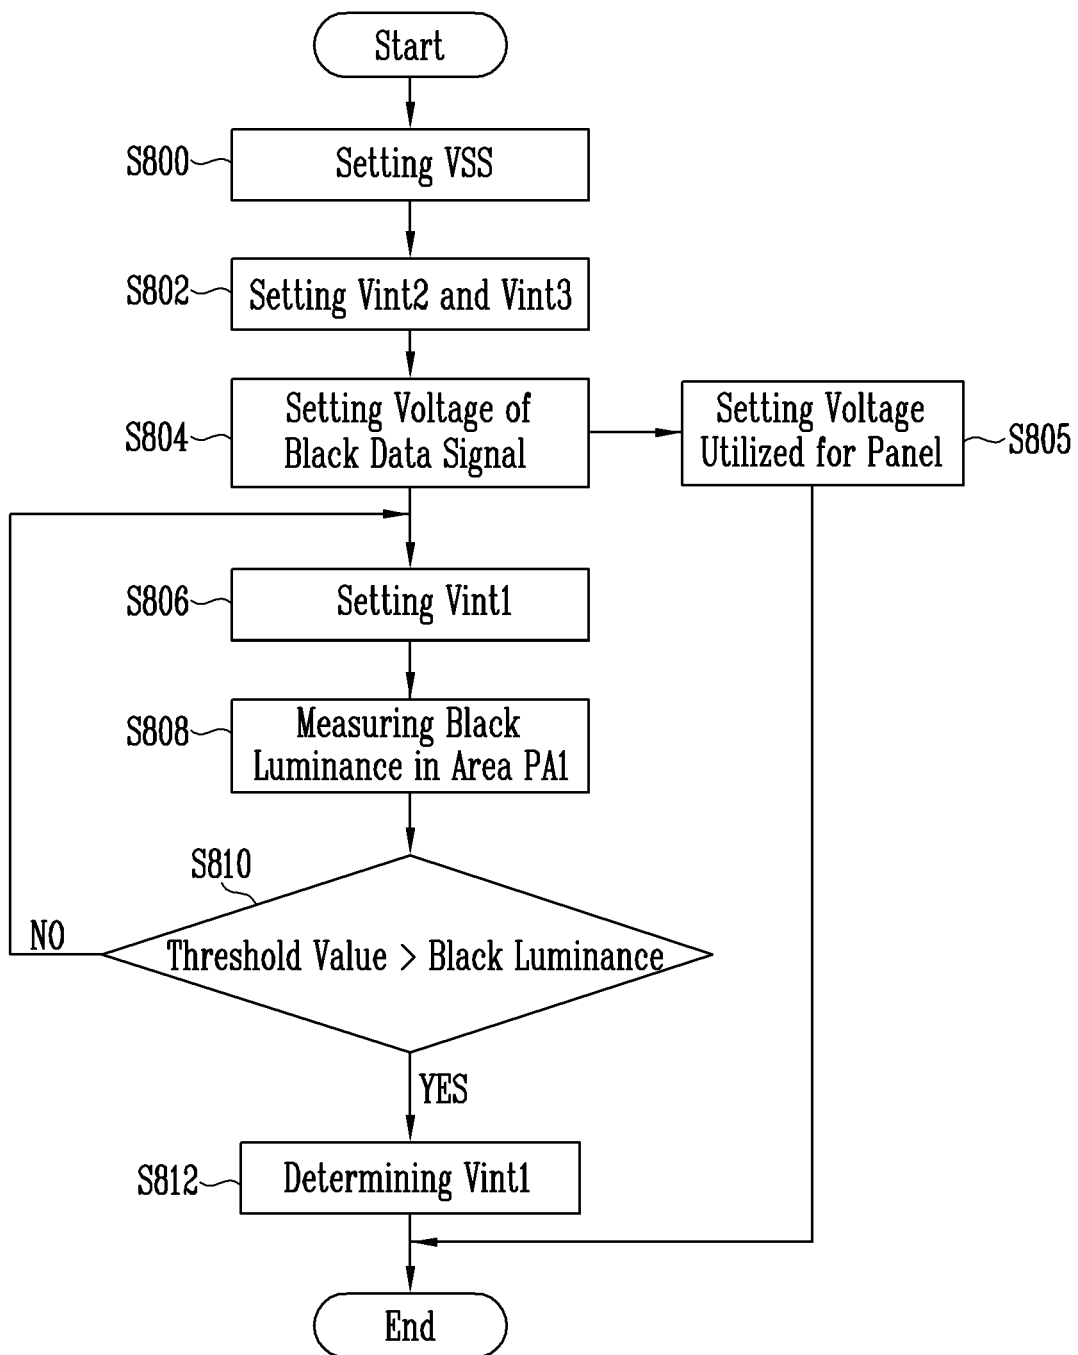 Start
S800
Setting VSS
S802
Setting Vint2 and Vint3
S804
Setting Voltage of
Black Data Signal
Setting Voltage
Utilized for Panel
S805
S806
Setting Vint1
S808
Measuring Black
Luminance in Area PA1
S810
NO
Threshold Value > Black Luminance
YES
S812
Determining Vint1
End